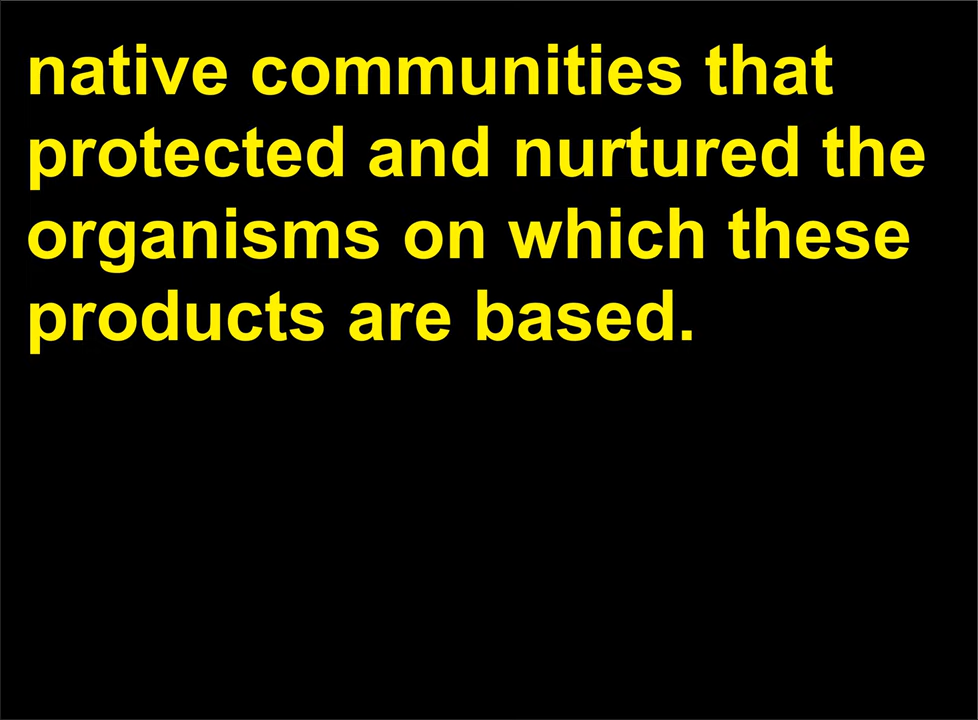 native communities that
protected and nurtured the
organisms on which these
products are based.